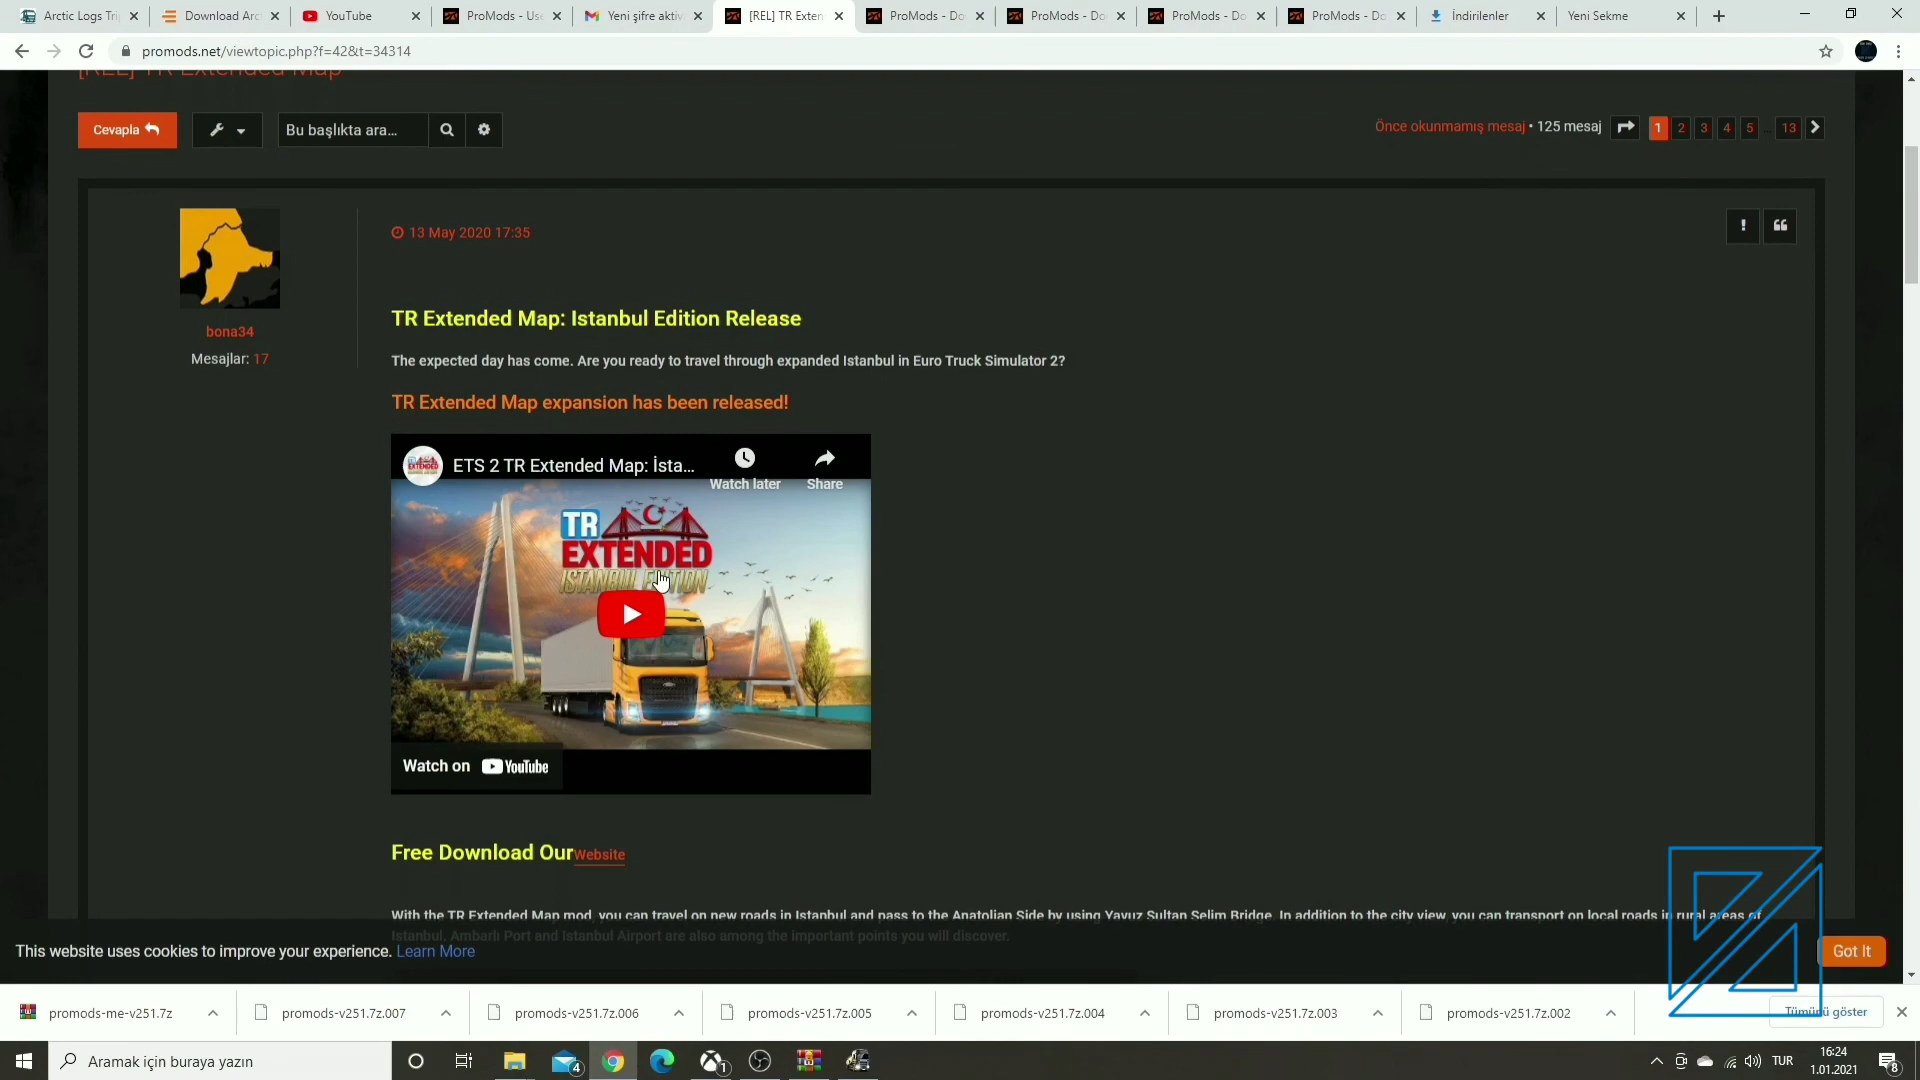 Arctic Logs Tri
Download Arc
YouTube
ProMods - Use
Yeni şifre aktiv
[REL] TR Exten
ProMods - Do
ProMods - Do
ProMods - Do
ProMods - Do
İndirilenler
Yeni Sekme
promods.net/viewtopic.php?f=42&t=34314
[REL] TR Extended Map
Cevapla
Bu başlıkta ara...
Önce okunmamış mesaj • 125 mesaj
1 2 3 4 5 ... 13
13 May 2020 17:35
bona34
Mesajlar: 17
TR Extended Map: Istanbul Edition Release
The expected day has come. Are you ready to travel through expanded Istanbul in Euro Truck Simulator 2?
TR Extended Map expansion has been released!
ETS 2 TR Extended Map: İsta...
Watch later
Share
TR
EXTENDED
ISTANBUL EDITION
Watch on YouTube
Free Download Our Website
With the TR Extended Map mod, you can travel on new roads in Istanbul and pass to the Anatolian Side by using Yavuz Sultan Selim Bridge. In addition to the city view, you can transport on local roads in rural areas of
Istanbul. Ambarlı Port and Istanbul Airport are also among the important points you will discover.
This website uses cookies to improve your experience. Learn More
Got It
promods-me-v251.7z
promods-v251.7z.007
promods-v251.7z.006
promods-v251.7z.005
promods-v251.7z.004
promods-v251.7z.003
promods-v251.7z.002
Tümünü göster
Aramak için buraya yazın
4
1
TUR
16:24
1.01.2021
8